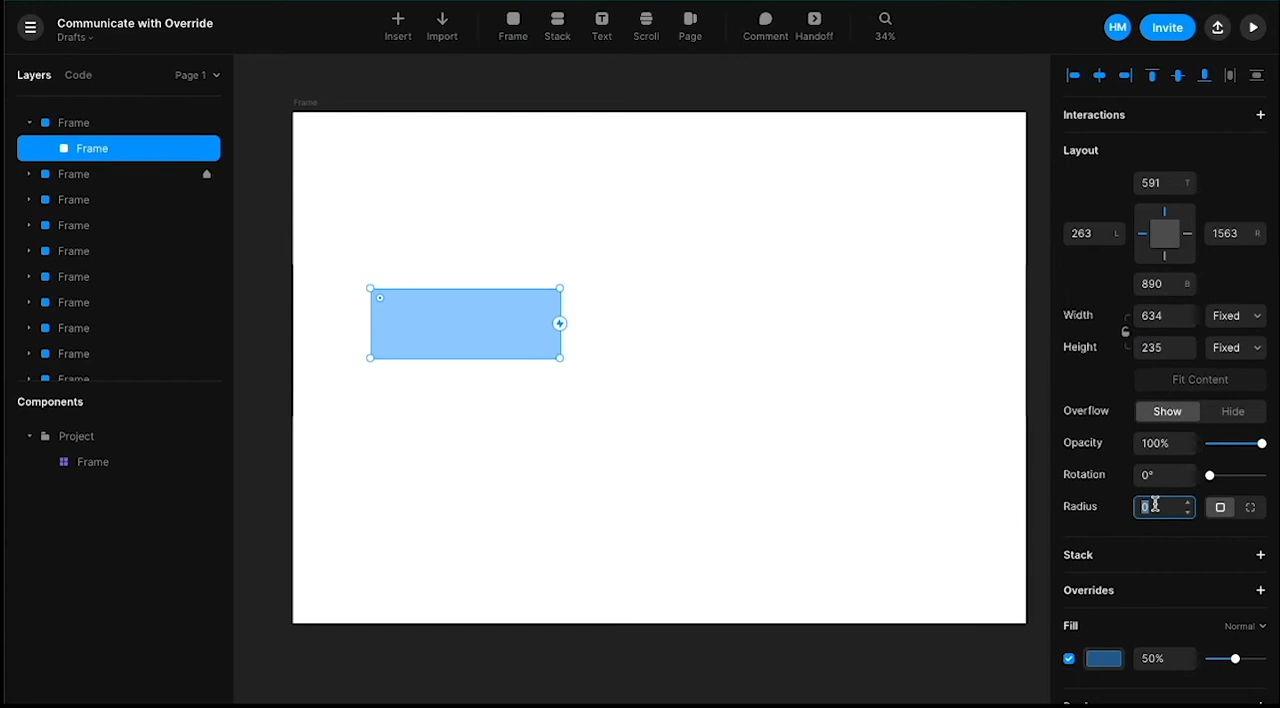 Communicate with Override
Drafts
Insert
Import
Frame
Stack
Text
Scroll
Page
Comment
Handoff
34%
HM
Invite
Layers
Code
Page 1
Frame
Frame
Frame
Frame
Frame
Frame
Frame
Frame
Frame
Frame
Frame
Components
Project
Frame
Frame
Interactions
Layout
591 T
263 L
1563 R
890 B
Width 634 Fixed
Height 235 Fixed
Fit Content
Overflow Show Hide
Opacity 100%
Rotation 0°
Radius 0
Stack
Overrides
Fill Normal
50%